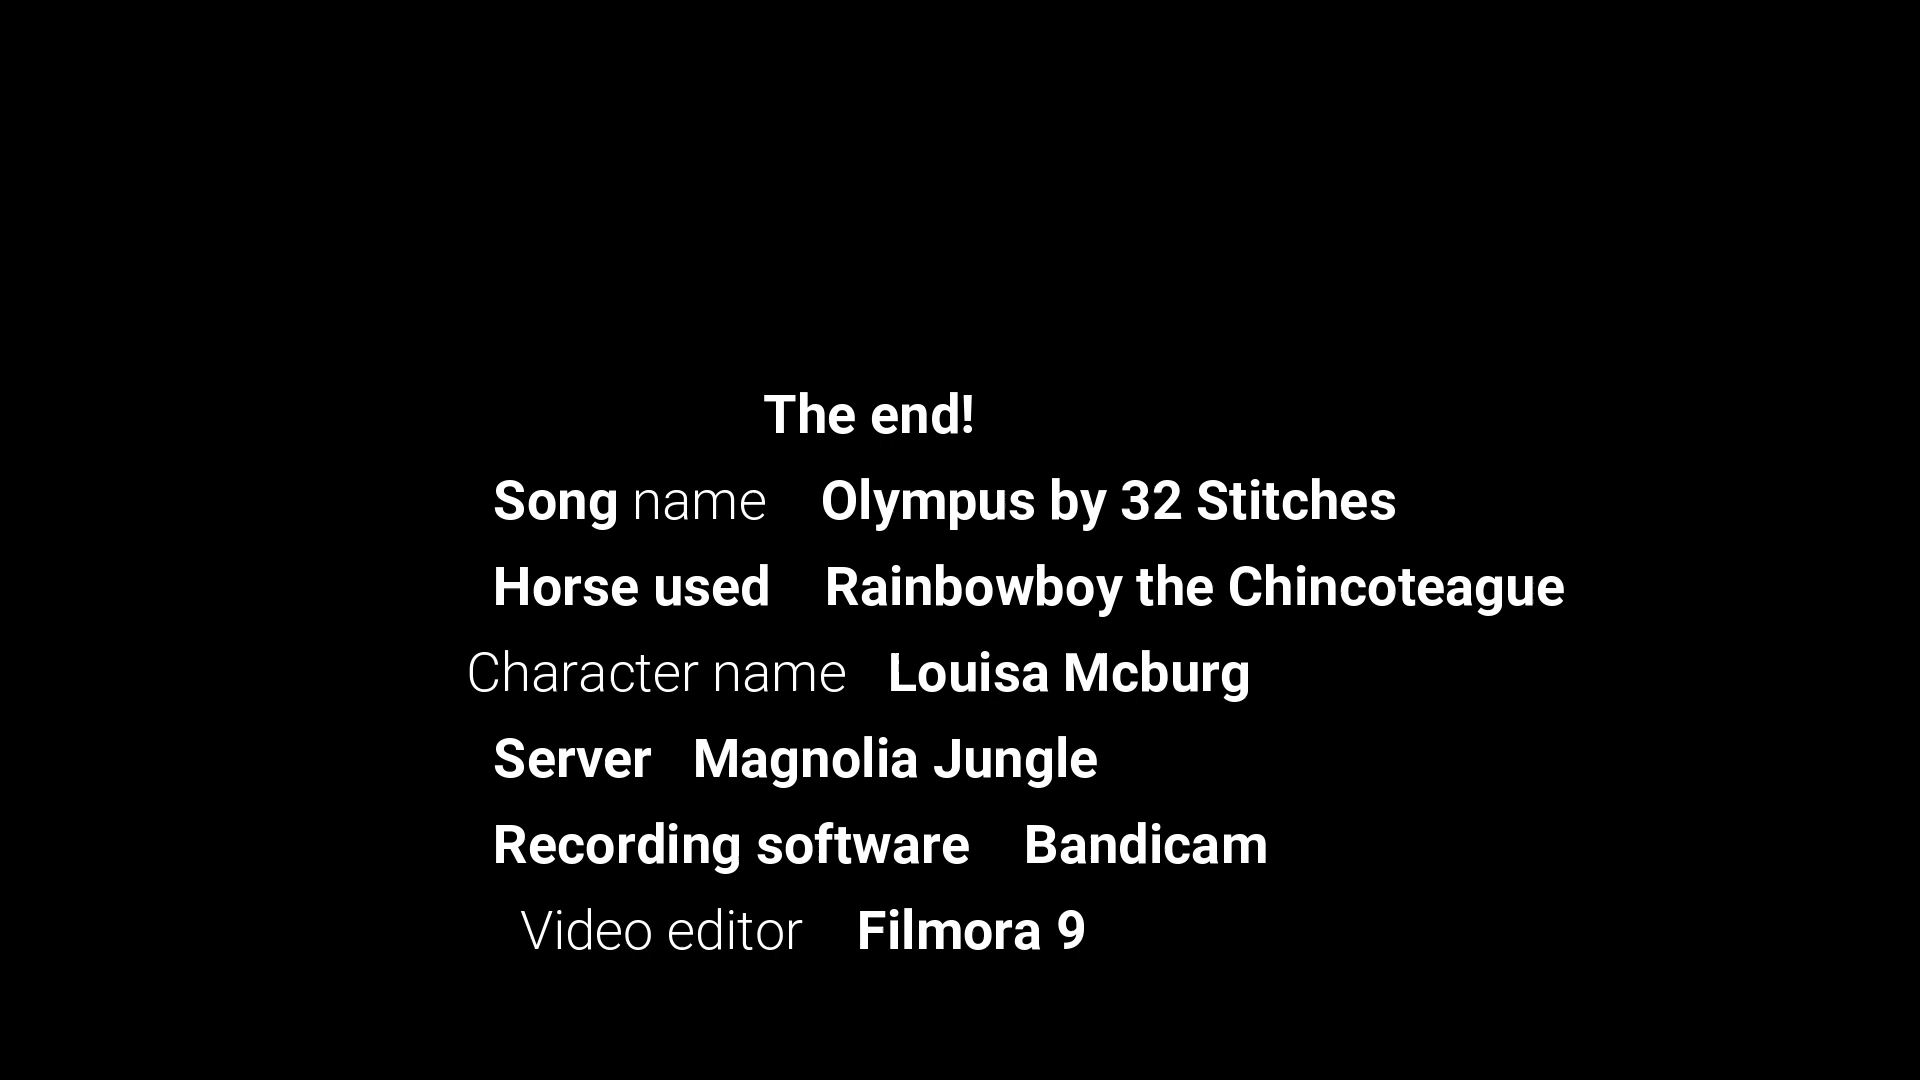 The end!
Song name Olympus by 32 Stitches
Horse used Rainbowboy the Chincoteague
Character name Louisa Mcburg
Server Magnolia Jungle
Recording software Bandicam
Video editor Filmora 9